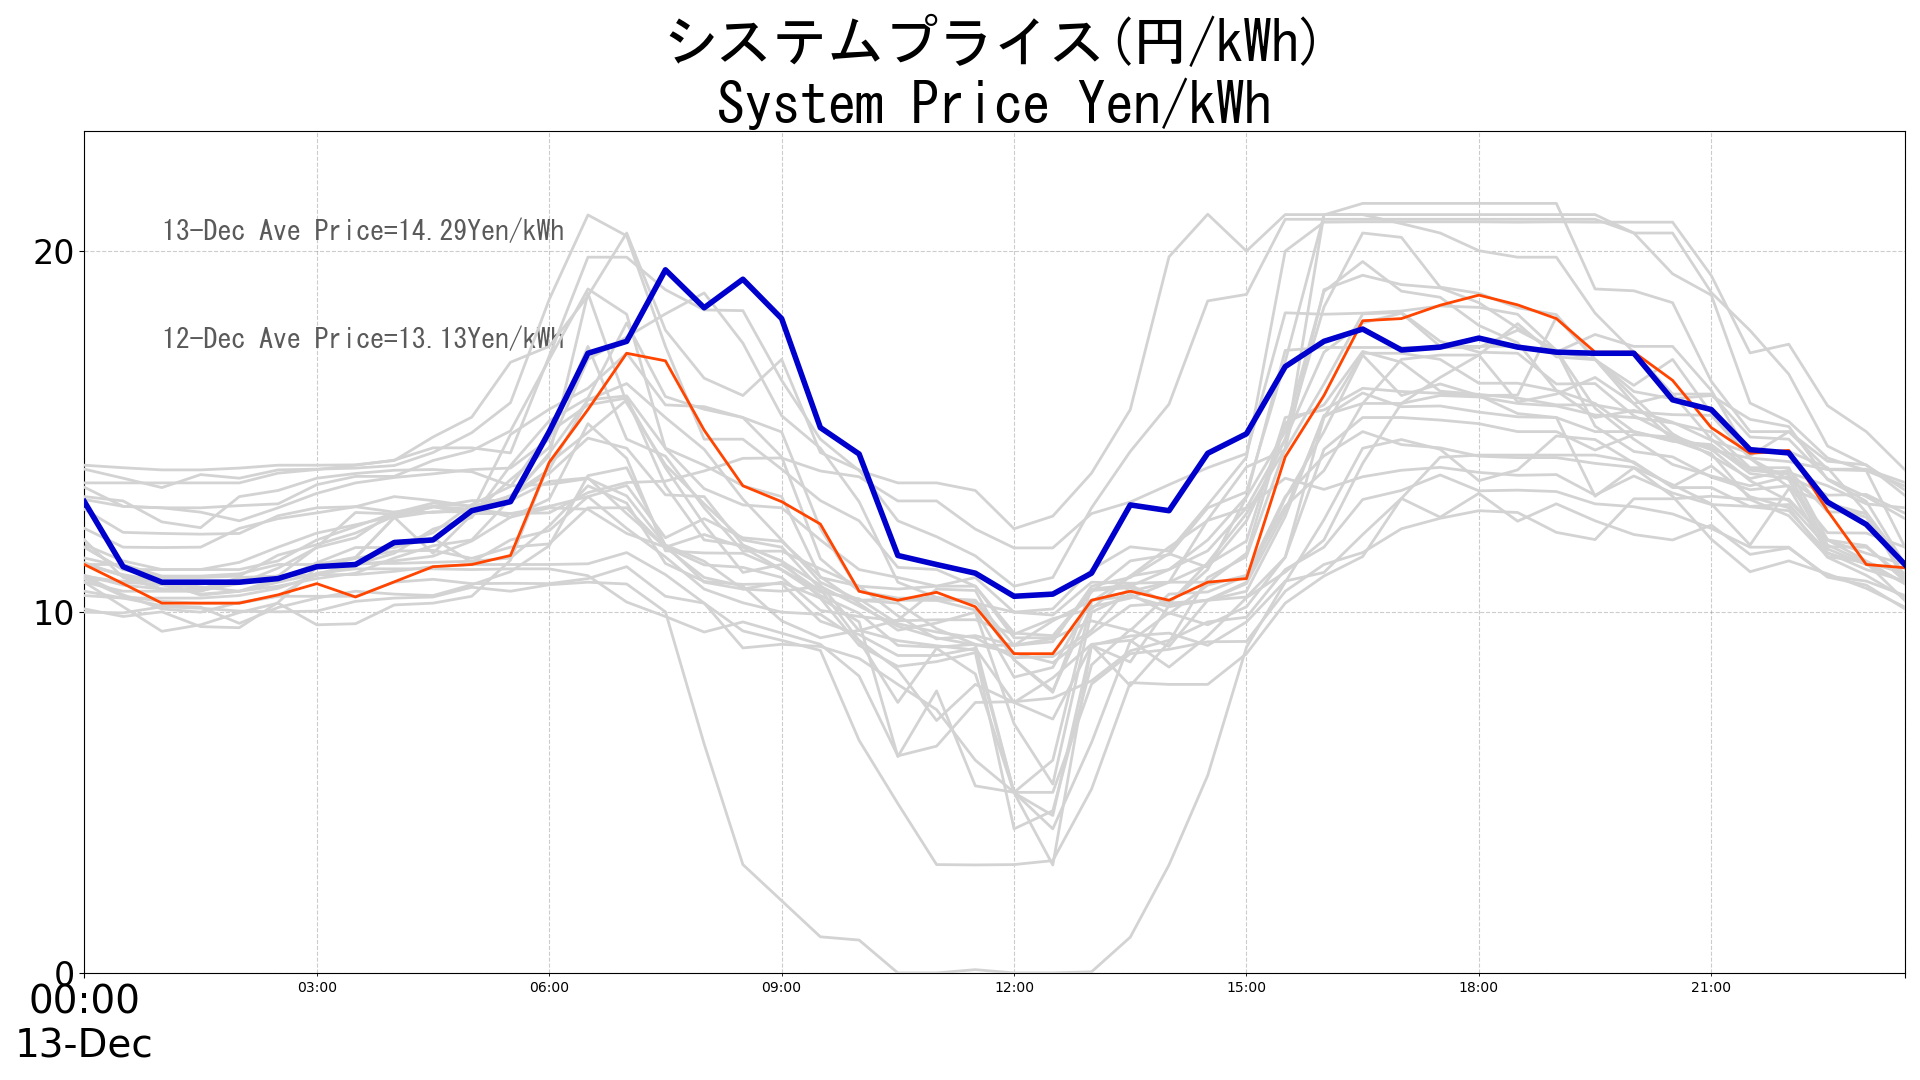 システムプライス(円/kWh)
System Price Yen/kWh
13-Dec Ave Price=14.29Yen/kWh
12-Dec Ave Price=13.13Yen/kWh
20
10
0
00:00
03:00
06:00
09:00
12:00
15:00
18:00
21:00
13-Dec